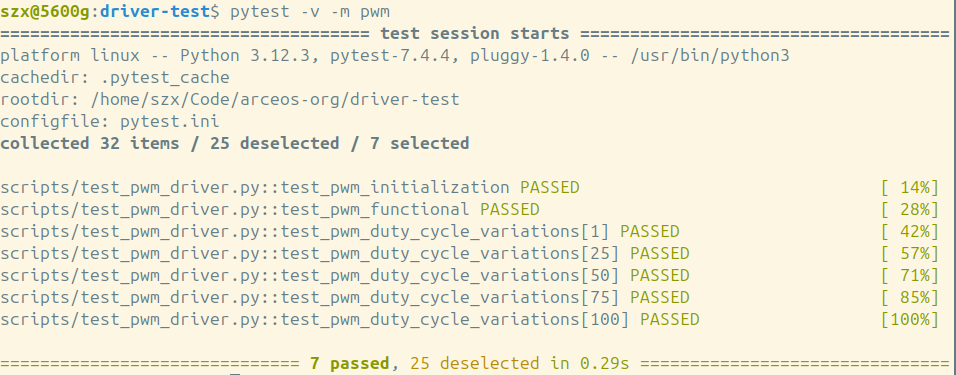 szx@5600g:driver-test$ pytest -v -m pwm
===================================== test session starts =====================================
platform linux -- Python 3.12.3, pytest-7.4.4, pluggy-1.4.0 -- /usr/bin/python3
cachedir: .pytest_cache
rootdir: /home/szx/Code/arceos-org/driver-test
configfile: pytest.ini
collected 32 items / 25 deselected / 7 selected
scripts/test_pwm_driver.py::test_pwm_initialization PASSED [ 14%]
scripts/test_pwm_driver.py::test_pwm_functional PASSED [ 28%]
scripts/test_pwm_driver.py::test_pwm_duty_cycle_variations[1] PASSED [ 42%]
scripts/test_pwm_driver.py::test_pwm_duty_cycle_variations[25] PASSED [ 57%]
scripts/test_pwm_driver.py::test_pwm_duty_cycle_variations[50] PASSED [ 71%]
scripts/test_pwm_driver.py::test_pwm_duty_cycle_variations[75] PASSED [ 85%]
scripts/test_pwm_driver.py::test_pwm_duty_cycle_variations[100] PASSED [100%]
============================== 7 passed, 25 deselected in 0.29s ===============================